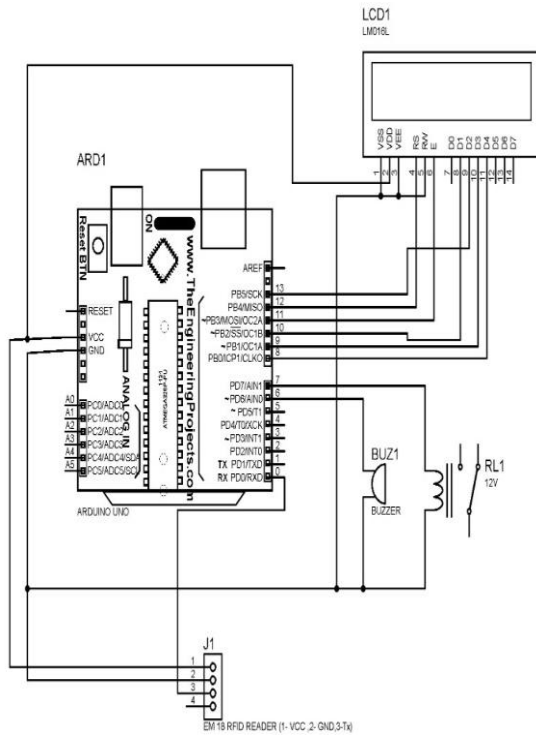 LCD1
LM016L
VSS
VDD
VEE
RS
RW
E
D0
D1
D2
D3
D4
D5
D6
D7
1
2
3
4
5
6
7
8
9
10
11
12
13
14
ARD1
Reset BTN
ON
www.TheEngineeringProjects.com
ANALOG IN
RESET
VCC
GND
A0 PC0/ADC0
A1 PC1/ADC1
A2 PC2/ADC2
A3 PC3/ADC3
A4 PC4/ADC4/SDA
A5 PC5/ADC5/SCL
AREF
PB5/SCK 13
PB4/MISO 12
~PB3/MOSI/OC2A 11
~PB2/SS/OC1B 10
~PB1/OC1A 9
PB0/ICP1/CLKO 8
PD7/AIN1 7
~PD6/AIN0 6
~PD5/T1 5
PD4/T0/XCK 4
~PD3/INT1 3
PD2/INT0 2
TX PD1/TXD 1
RX PD0/RXD 0
ARDUINO UNO
BUZ1
BUZZER
RL1
12V
J1
1
2
3
4
EM 18 RFID READER (1- VCC ,2- GND,3-Tx)